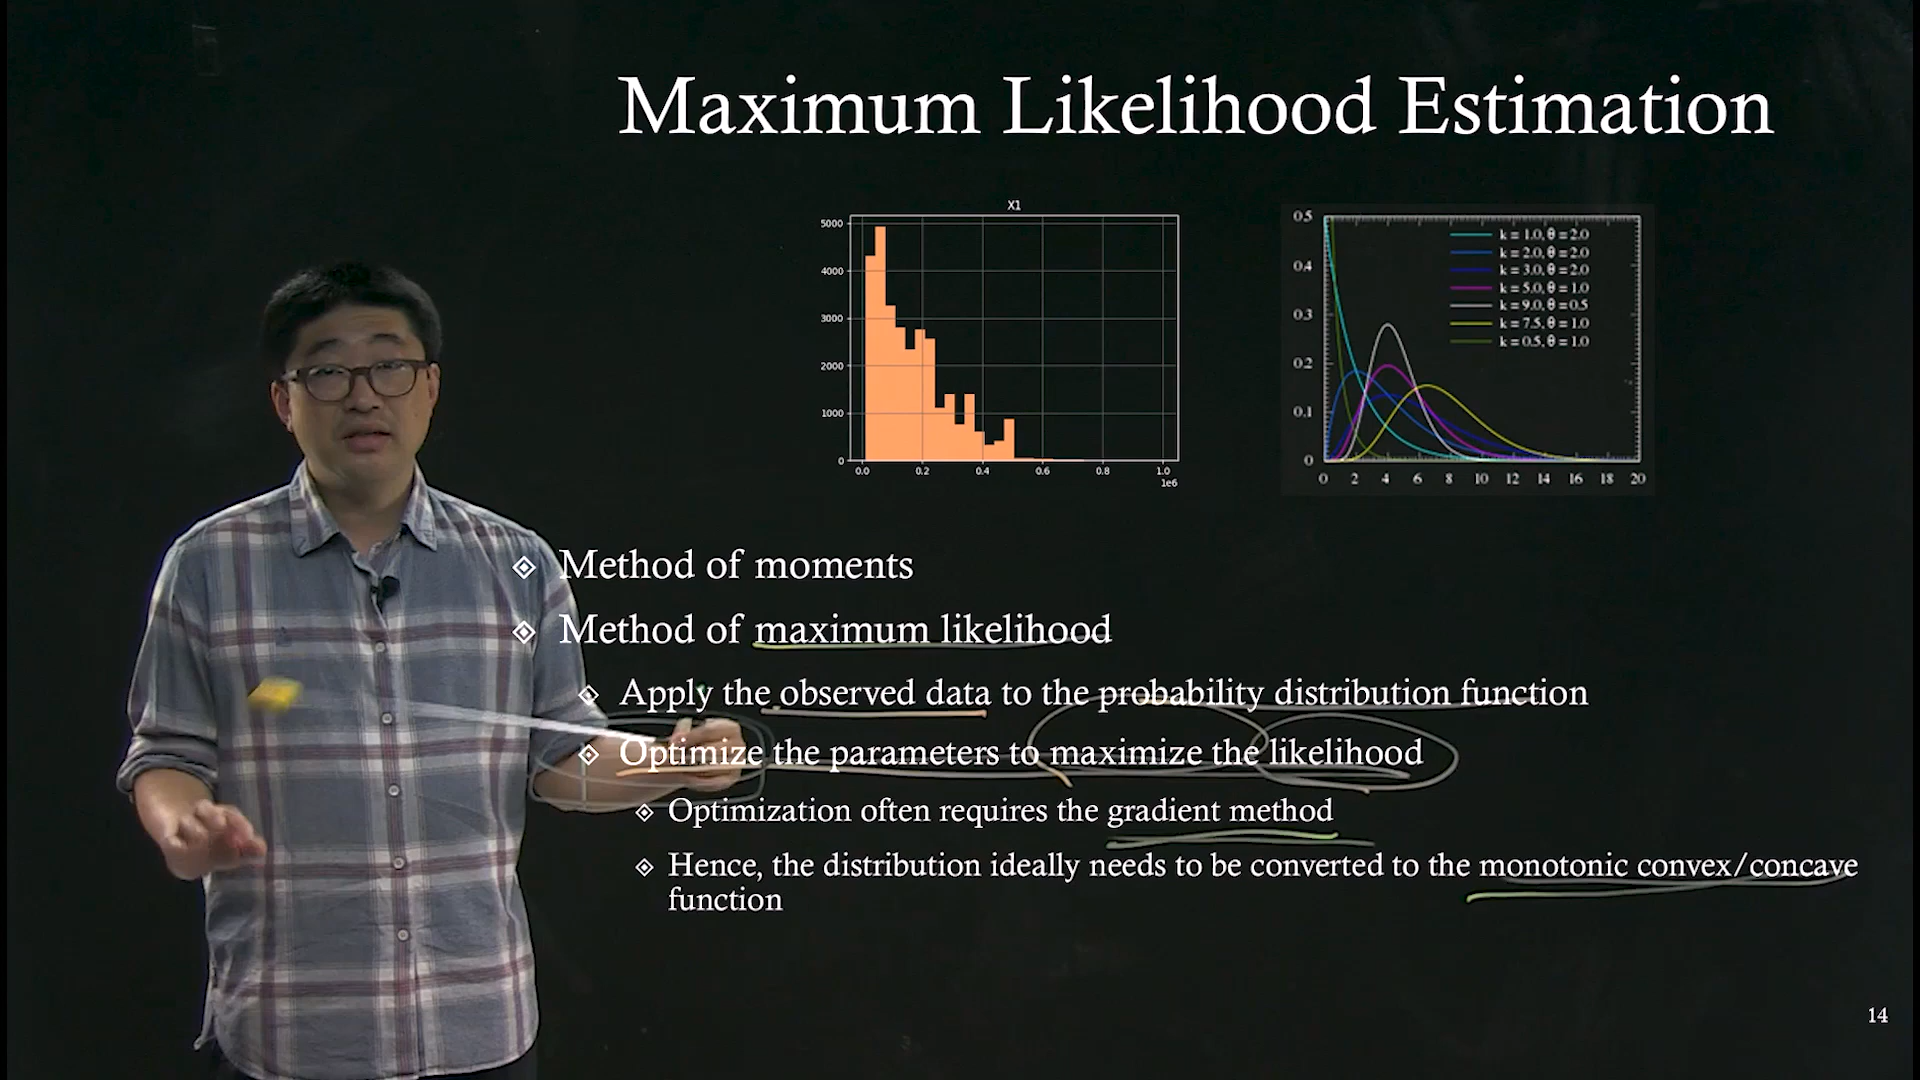 Maximum Likelihood Estimation
X1
5000
4000
3000
2000
1000
0
0.0 0.2 0.4 0.6 0.8 1.0
1e6
0.5
0.4
0.3
0.2
0.1
0
k = 1.0, θ = 2.0
k = 2.0, θ = 2.0
k = 3.0, θ = 2.0
k = 5.0, θ = 1.0
k = 9.0, θ = 0.5
k = 7.5, θ = 1.0
k = 0.5, θ = 1.0
0 2 4 6 8 10 12 14 16 18 20
Method of moments
Method of maximum likelihood
Apply the observed data to the probability distribution function
Optimize the parameters to maximize the likelihood
Optimization often requires the gradient method
Hence, the distribution ideally needs to be converted to the monotonic convex/concave
function
14